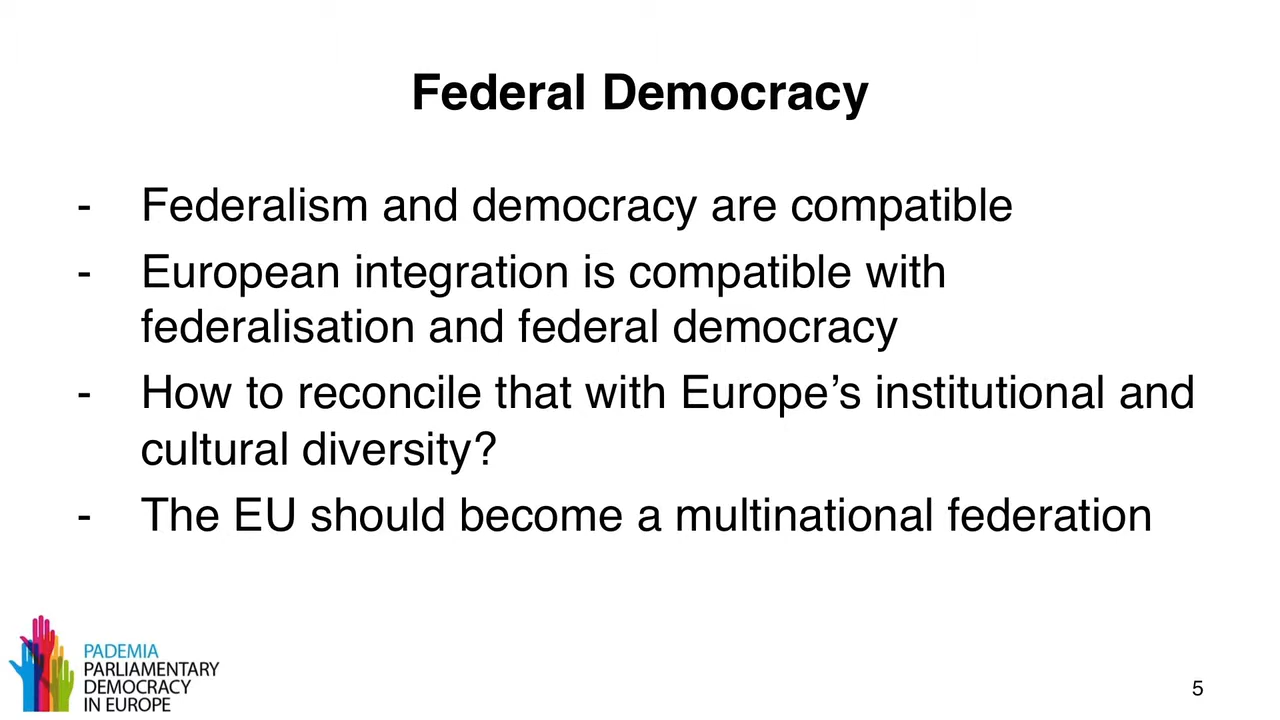 Federal Democracy
- Federalism and democracy are compatible
- European integration is compatible with
federalisation and federal democracy
- How to reconcile that with Europe’s institutional and
cultural diversity?
- The EU should become a multinational federation
PADEMIA
PARLIAMENTARY
DEMOCRACY
IN EUROPE
5